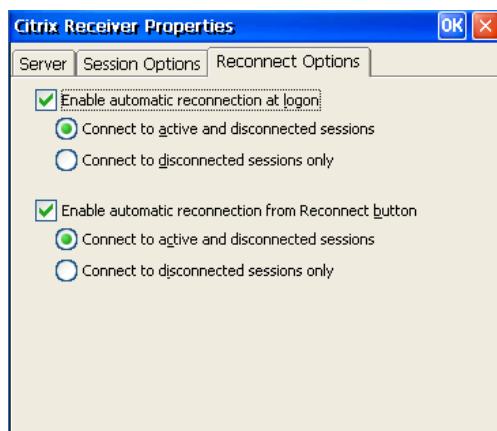 Citrix Receiver Properties OK
Server Session Options Reconnect Options
Enable automatic reconnection at logon
Connect to active and disconnected sessions
Connect to disconnected sessions only
Enable automatic reconnection from Reconnect button
Connect to active and disconnected sessions
Connect to disconnected sessions only